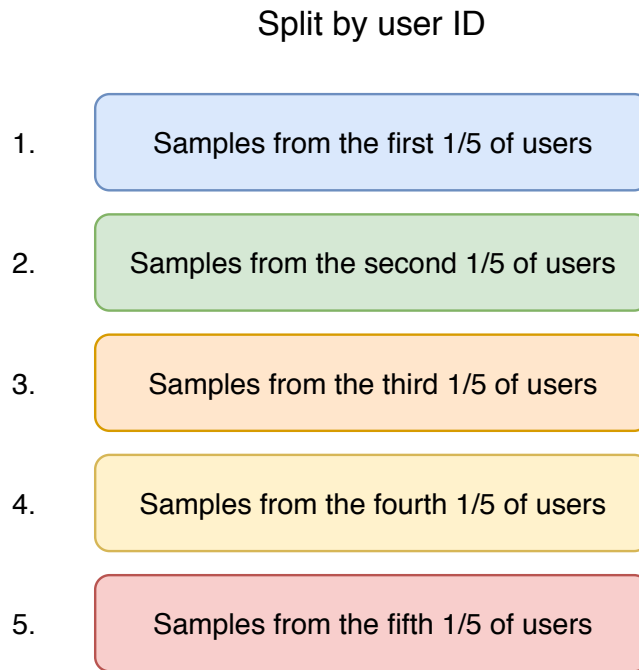 Split by user ID
1. Samples from the first 1/5 of users
2. Samples from the second 1/5 of users
3. Samples from the third 1/5 of users
4. Samples from the fourth 1/5 of users
5. Samples from the fifth 1/5 of users